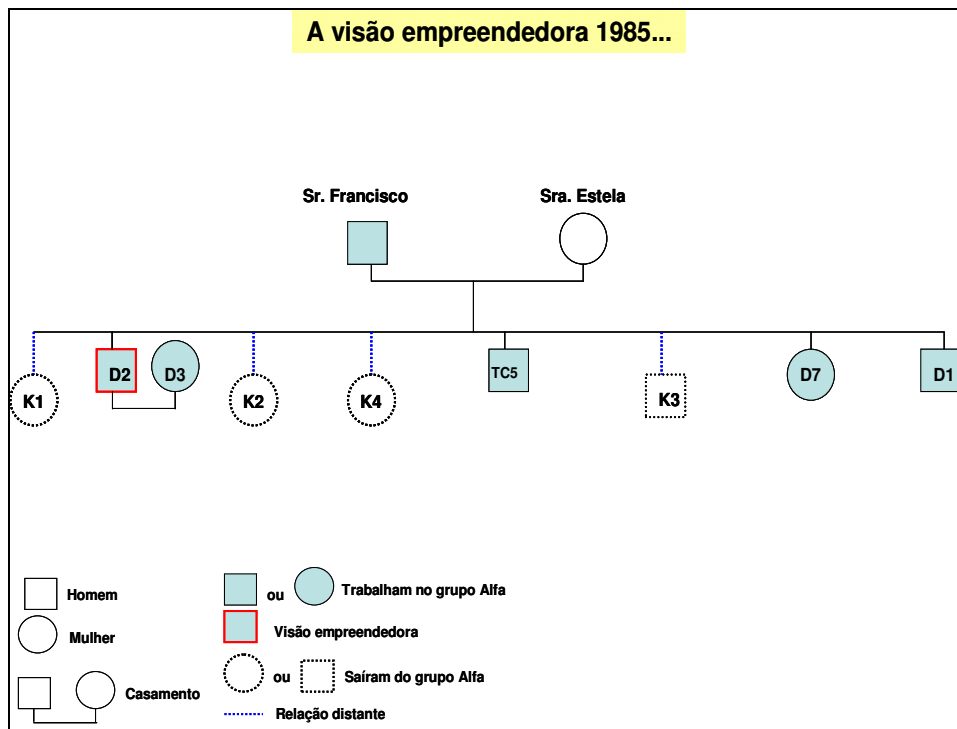 A visão empreendedora 1985...
Sr. Francisco
Sra. Estela
K1
D2
D3
K2
K4
TC5
K3
D7
D1
Homem
Mulher
Casamento
ou
Trabalham no grupo Alfa
Visão empreendedora
ou
Saíram do grupo Alfa
Relação distante